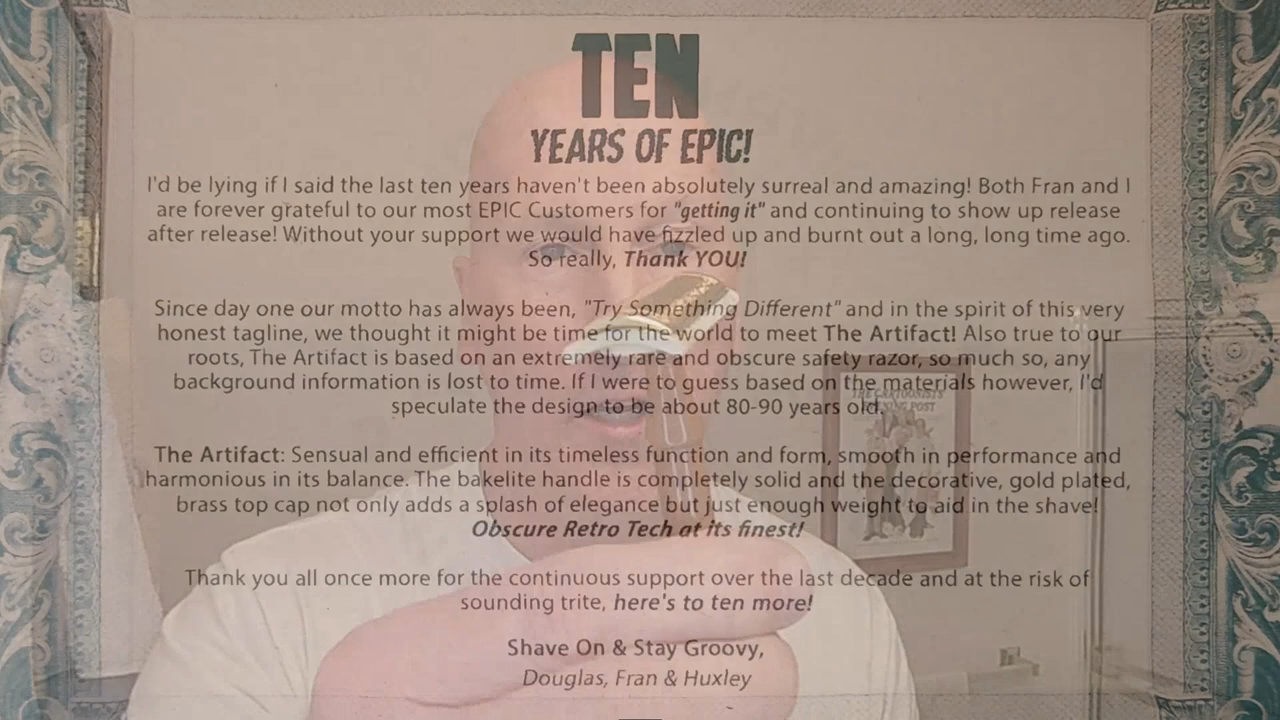 TEN
YEARS OF EPIC!
I'd be lying if I said the last ten years haven't been absolutely surreal and amazing! Both Fran and I
are forever grateful to our most EPIC Customers for "getting it" and continuing to show up release
after release! Without your support we would have fizzled up and burnt out a long, long time ago.
So really, Thank YOU!
Since day one our motto has always been, "Try Something Different" and in the spirit of this very
honest tagline, we thought it might be time for the world to meet The Artifact! Also true to our
roots, The Artifact is based on an extremely rare and obscure safety razor, so much so, any
background information is lost to time. If I were to guess based on the materials however, I'd
speculate the design to be about 80-90 years old.
The Artifact: Sensual and efficient in its timeless function and form, smooth in performance and
harmonious in its balance. The bakelite handle is completely solid and the decorative, gold plated,
brass top cap not only adds a splash of elegance but just enough weight to aid in the shave!
Obscure Retro Tech at its finest!
Thank you all once more for the continuous support over the last decade and at the risk of
sounding trite, here's to ten more!
Shave On & Stay Groovy,
Douglas, Fran & Huxley
THE CARTOONISTS'
POST